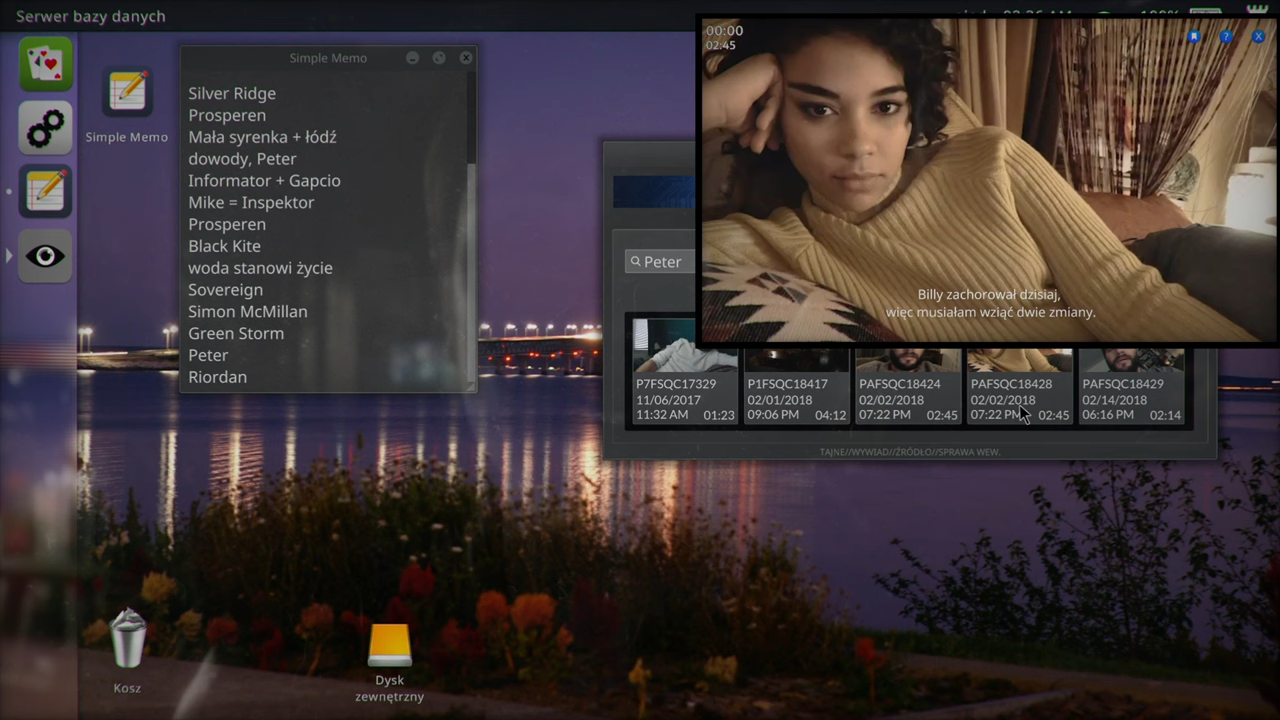 Serwer bazy danych
100%
Simple Memo
Simple Memo
Silver Ridge
Prosperen
Mała syrenka + łódź
dowody, Peter
Informator + Gapcio
Mike = Inspektor
Prosperen
Black Kite
woda stanowi życie
Sovereign
Simon McMillan
Green Storm
Peter
Riordan
00:00
02:45
?
X
Billy zachorował dzisiaj,
więc musiałam wziąć dwie zmiany.
Peter
P7FSQC17329
11/06/2017
11:32 AM 01:23
P1FSQC18417
02/01/2018
09:06 PM 04:12
PAFSQC18424
02/02/2018
07:22 PM 02:45
PAFSQC18428
02/02/2018
07:22 PM 02:45
PAFSQC18429
02/14/2018
06:16 PM 02:14
TAJNE//WYWIAD//ŹRÓDŁO//SPRAWA WEW.
Kosz
Dysk
zewnętrzny